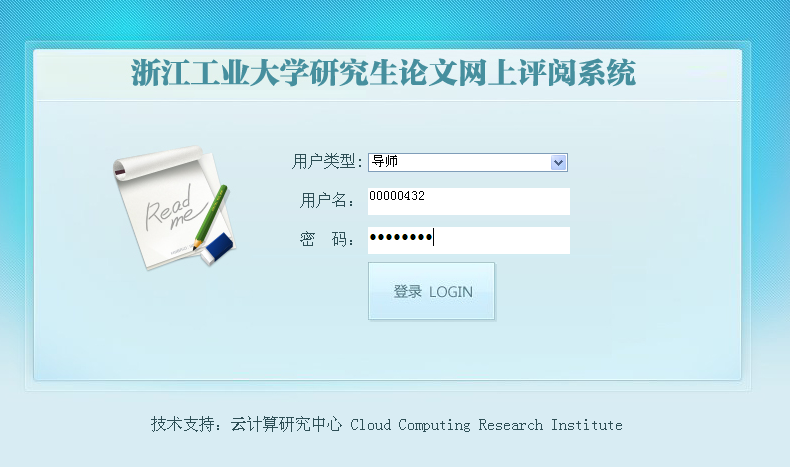 浙江工业大学研究生论文网上评阅系统
Read
me
用户类型: 导师
用户名: 00000432
密 码: ••••••••
登录 LOGIN
技术支持: 云计算研究中心 Cloud Computing Research Institute